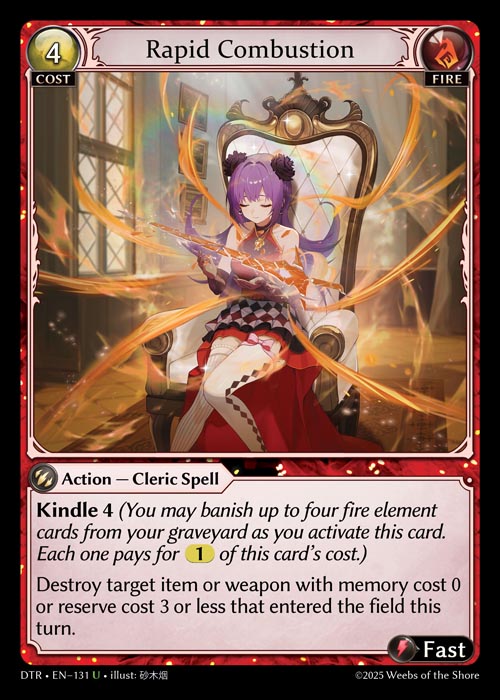 4
Rapid Combustion
COST
FIRE
Action — Cleric Spell
Kindle 4 (You may banish up to four fire element
cards from your graveyard as you activate this card.
Each one pays for 1 of this card's cost.)
Destroy target item or weapon with memory cost 0
or reserve cost 3 or less that entered the field this
turn.
Fast
DTR • EN-131 U • illust: 砂木烟
©2025 Weebs of the Shore